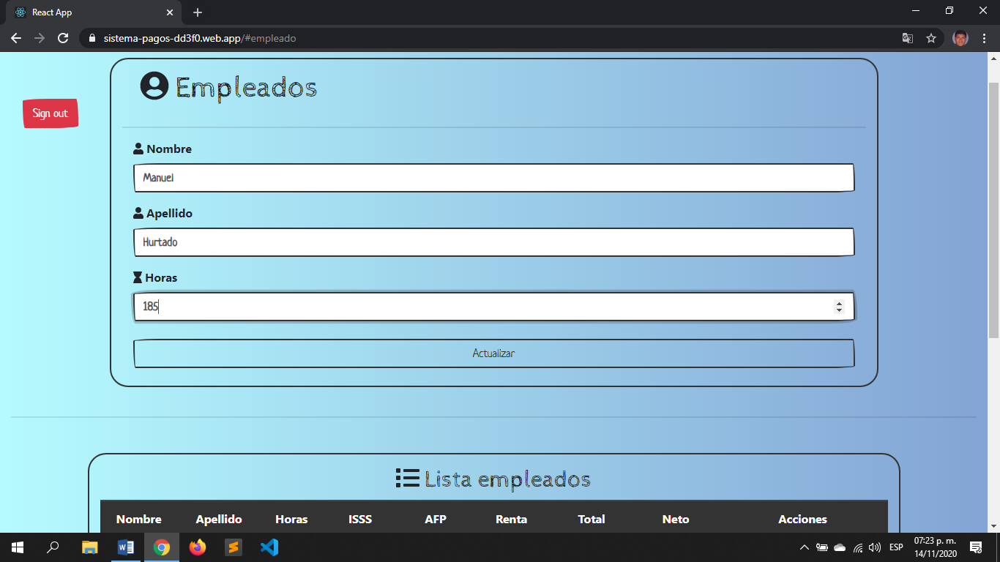 React App
sistema-pagos-dd3f0.web.app/#empleado
Empleados
Sign out
Nombre
Manuel
Apellido
Hurtado
Horas
185
Actualizar
Lista empleados
Nombre Apellido Horas ISSS AFP Renta Total Neto Acciones
ESP
07:23 p. m.
14/11/2020